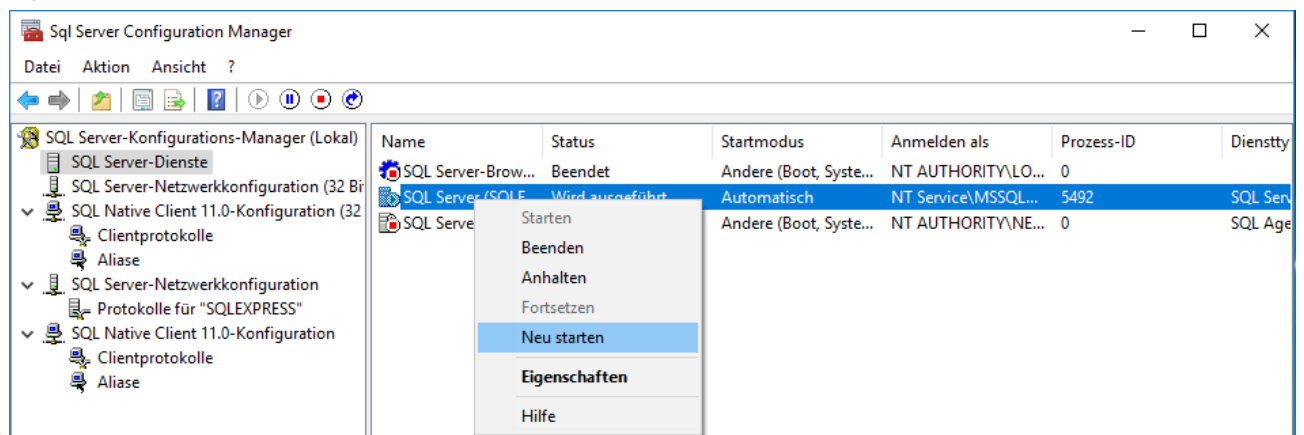 Sql Server Configuration Manager
Datei Aktion Ansicht ?
SQL Server-Konfigurations-Manager (Lokal)
SQL Server-Dienste
SQL Server-Netzwerkkonfiguration (32 Bi
SQL Native Client 11.0-Konfiguration (32
Clientprotokolle
Aliase
SQL Server-Netzwerkkonfiguration
Protokolle für "SQLEXPRESS"
SQL Native Client 11.0-Konfiguration
Clientprotokolle
Aliase
Name Status Startmodus Anmelden als Prozess-ID Dienstty
SQL Server-Brow... Beendet Andere (Boot, Syste... NT AUTHORITY\LO... 0
SQL Server (SQLE Wird ausgeführt Automatisch NT Service\MSSQL... 5492 SQL Serv
SQL Serve Andere (Boot, Syste... NT AUTHORITY\NE... 0 SQL Age
Starten
Beenden
Anhalten
Fortsetzen
Neu starten
Eigenschaften
Hilfe